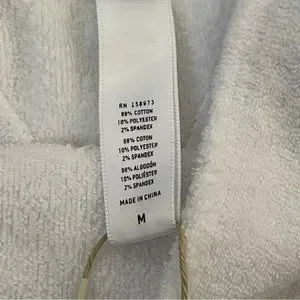 RN 158973
88% COTTON
10% POLYESTER
2% SPANDEX
88% COTON
10% POLYESTER
2% SPANDEX
88% ALGODÓN
10% POLIÉSTER
2% SPANDEX
MADE IN CHINA
M